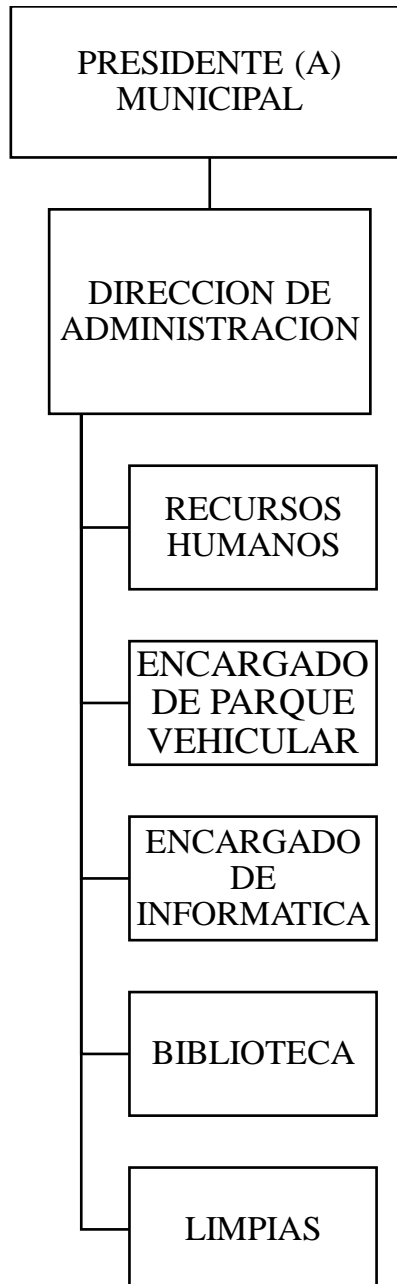 PRESIDENTE (A)
MUNICIPAL
DIRECCION DE
ADMINISTRACION
RECURSOS
HUMANOS
ENCARGADO
DE PARQUE
VEHICULAR
ENCARGADO
DE
INFORMATICA
BIBLIOTECA
LIMPIAS